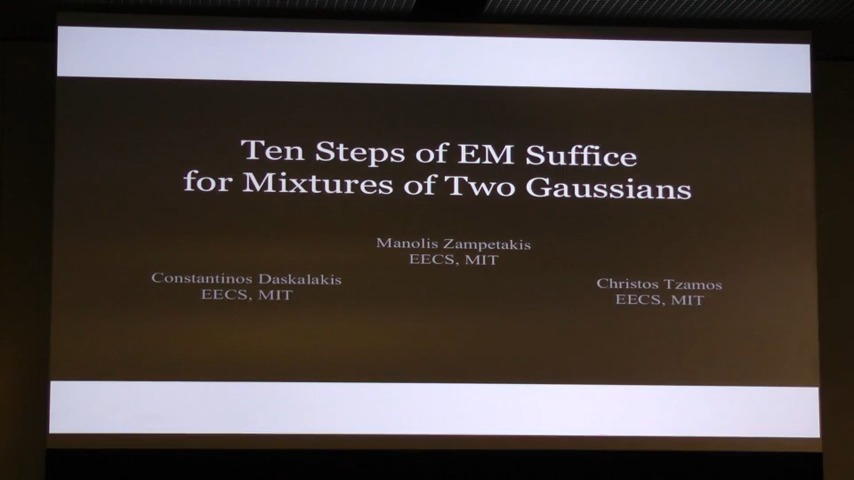 Ten Steps of EM Suffice
for Mixtures of Two Gaussians
Manolis Zampetakis
EECS, MIT
Constantinos Daskalakis
EECS, MIT
Christos Tzamos
EECS, MIT